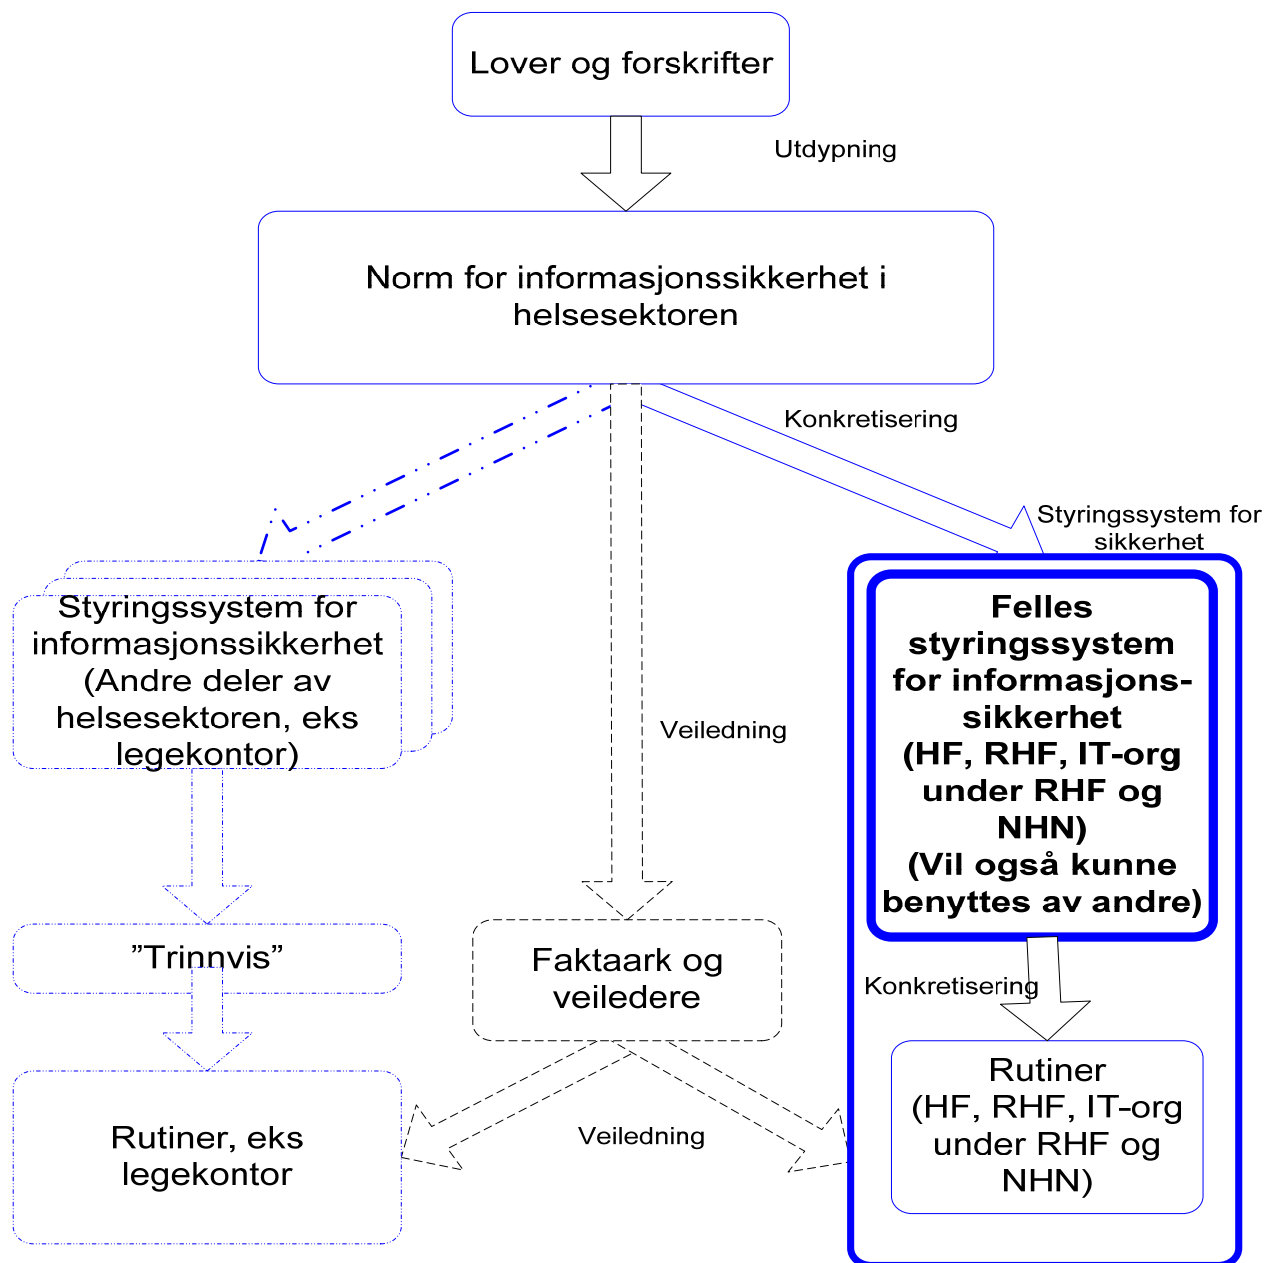 Lover og forskrifter
Utdypning
Norm for informasjonssikkerhet i
helsesektoren
Konkretisering
Styringssystem for
sikkerhet
Styringssystem for
informasjonssikkerhet
(Andre deler av
helsesektoren, eks
legekontor)
Veiledning
Felles
styringssystem
for informasjons-
sikkerhet
(HF, RHF, IT-org
under RHF og
NHN)
(Vil også kunne
benyttes av andre)
”Trinnvis”
Faktaark og
veiledere
Konkretisering
Rutiner, eks
legekontor
Veiledning
Rutiner
(HF, RHF, IT-org
under RHF og
NHN)